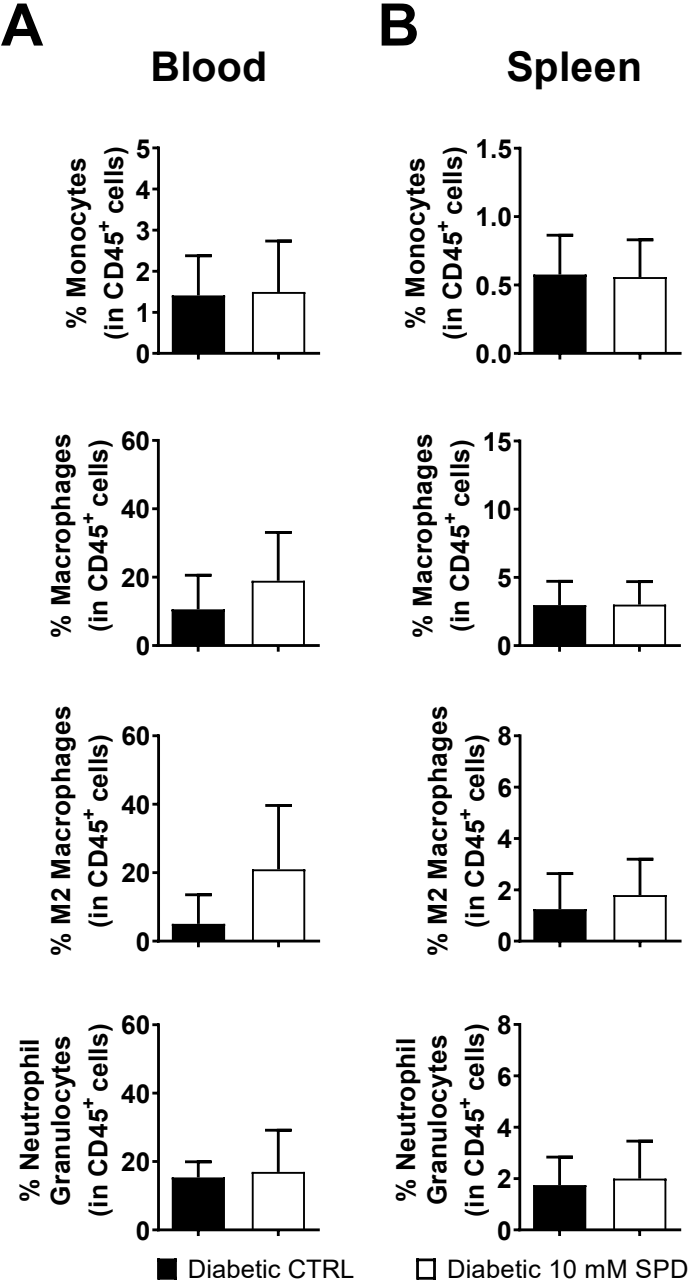 A
B
Blood
Spleen
% Monocytes
(in CD45+ cells)
5
4
3
2
1
0
% Monocytes
(in CD45+ cells)
1.5
1.0
0.5
0.0
% Macrophages
(in CD45+ cells)
60
40
20
0
% Macrophages
(in CD45+ cells)
15
10
5
0
% M2 Macrophages
(in CD45+ cells)
60
40
20
0
% M2 Macrophages
(in CD45+ cells)
8
6
4
2
0
% Neutrophil
Granulocytes
(in CD45+ cells)
60
40
20
0
% Neutrophil
Granulocytes
(in CD45+ cells)
8
6
4
2
0
Diabetic CTRL
Diabetic 10 mM SPD